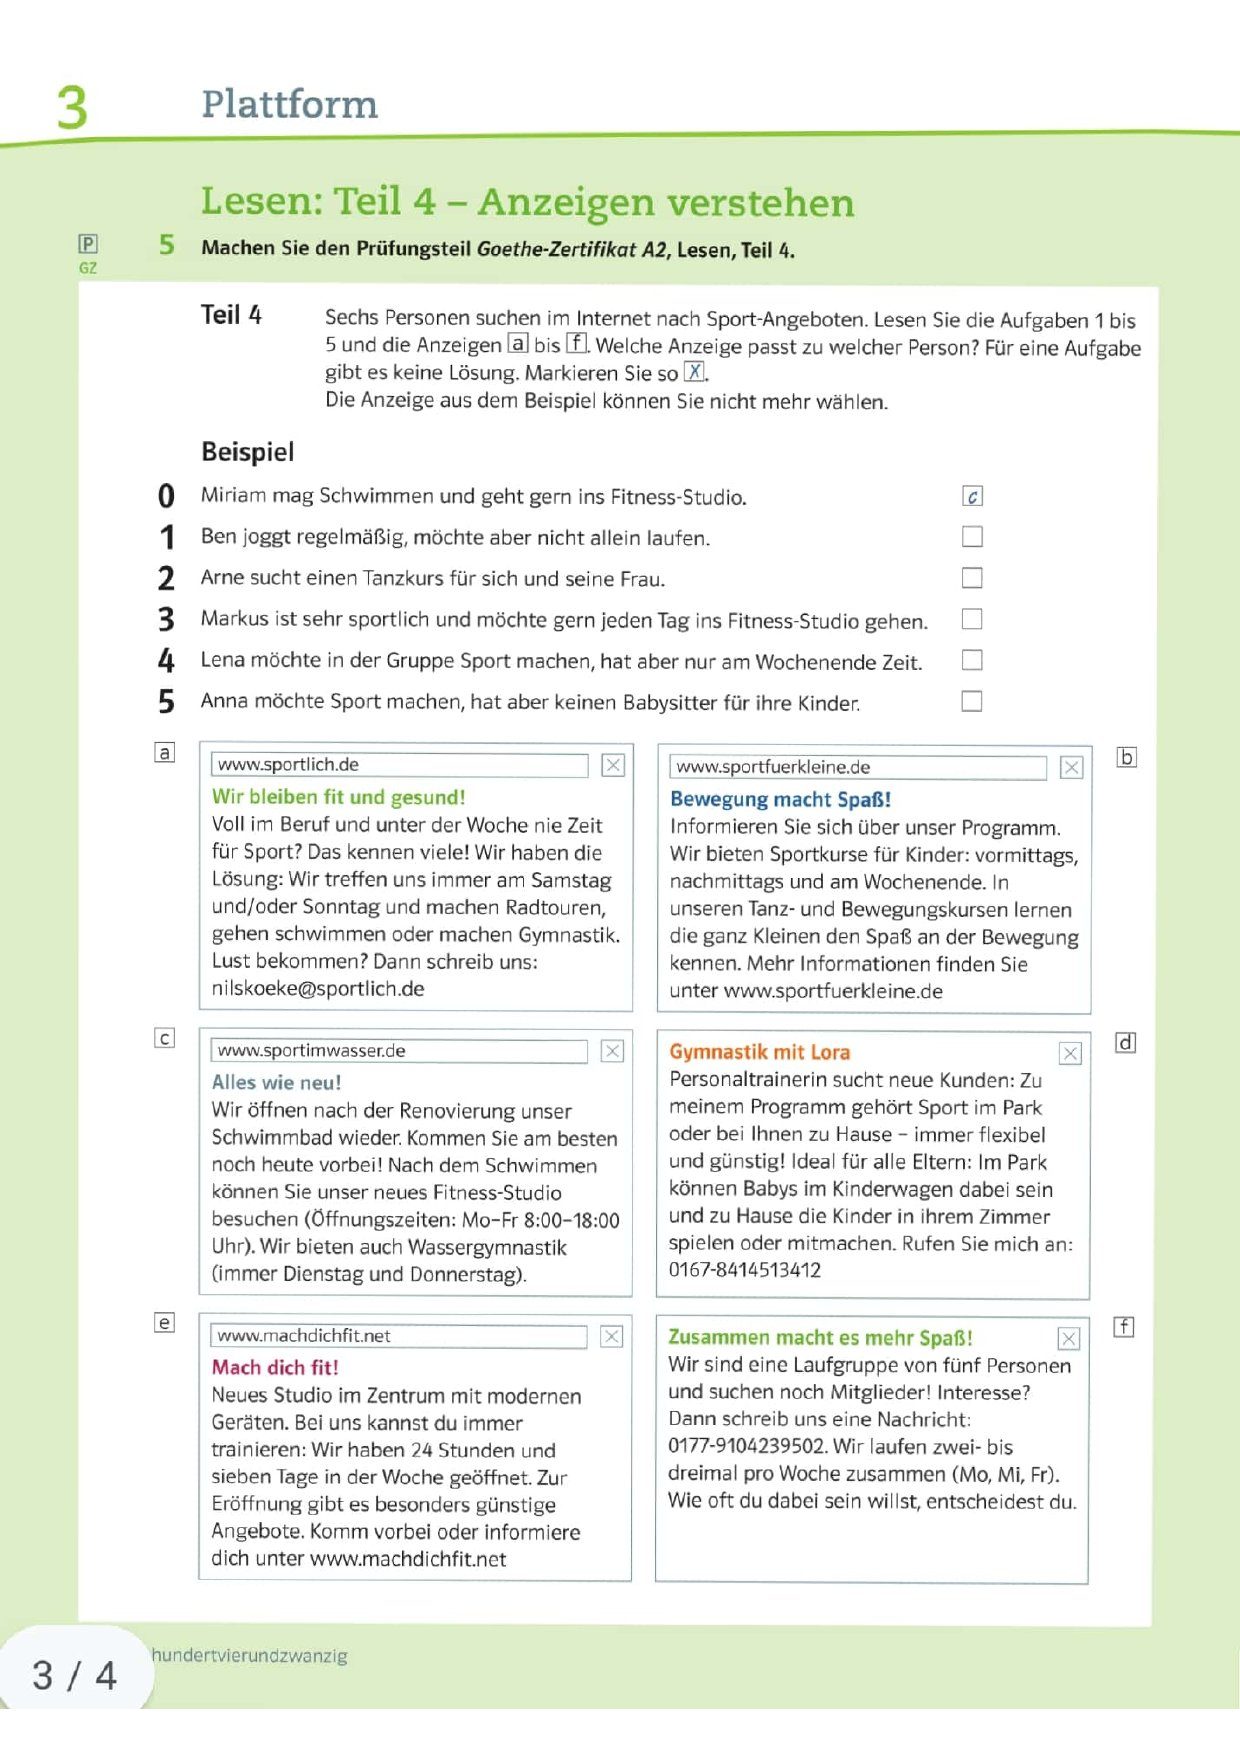 3 Plattform
Lesen: Teil 4 – Anzeigen verstehen
P
GZ
5 Machen Sie den Prüfungsteil Goethe-Zertifikat A2, Lesen, Teil 4.
Teil 4 Sechs Personen suchen im Internet nach Sport-Angeboten. Lesen Sie die Aufgaben 1 bis
5 und die Anzeigen a bis f. Welche Anzeige passt zu welcher Person? Für eine Aufgabe
gibt es keine Lösung. Markieren Sie so X.
Die Anzeige aus dem Beispiel können Sie nicht mehr wählen.
Beispiel
0 Miriam mag Schwimmen und geht gern ins Fitness-Studio. c
1 Ben joggt regelmäßig, möchte aber nicht allein laufen.
2 Arne sucht einen Tanzkurs für sich und seine Frau.
3 Markus ist sehr sportlich und möchte gern jeden Tag ins Fitness-Studio gehen.
4 Lena möchte in der Gruppe Sport machen, hat aber nur am Wochenende Zeit.
5 Anna möchte Sport machen, hat aber keinen Babysitter für ihre Kinder.
a
www.sportlich.de
Wir bleiben fit und gesund!
Voll im Beruf und unter der Woche nie Zeit
für Sport? Das kennen viele! Wir haben die
Lösung: Wir treffen uns immer am Samstag
und/oder Sonntag und machen Radtouren,
gehen schwimmen oder machen Gymnastik.
Lust bekommen? Dann schreib uns:
nilskoeke@sportlich.de
b
www.sportfuerkleine.de
Bewegung macht Spaß!
Informieren Sie sich über unser Programm.
Wir bieten Sportkurse für Kinder: vormittags,
nachmittags und am Wochenende. In
unseren Tanz- und Bewegungskursen lernen
die ganz Kleinen den Spaß an der Bewegung
kennen. Mehr Informationen finden Sie
unter www.sportfuerkleine.de
c
www.sportimwasser.de
Alles wie neu!
Wir öffnen nach der Renovierung unser
Schwimmbad wieder. Kommen Sie am besten
noch heute vorbei! Nach dem Schwimmen
können Sie unser neues Fitness-Studio
besuchen (Öffnungszeiten: Mo–Fr 8:00–18:00
Uhr). Wir bieten auch Wassergymnastik
(immer Dienstag und Donnerstag).
d
Gymnastik mit Lora
Personaltrainerin sucht neue Kunden: Zu
meinem Programm gehört Sport im Park
oder bei Ihnen zu Hause – immer flexibel
und günstig! Ideal für alle Eltern: Im Park
können Babys im Kinderwagen dabei sein
und zu Hause die Kinder in ihrem Zimmer
spielen oder mitmachen. Rufen Sie mich an:
0167-8414513412
e
www.machdichfit.net
Mach dich fit!
Neues Studio im Zentrum mit modernen
Geräten. Bei uns kannst du immer
trainieren: Wir haben 24 Stunden und
sieben Tage in der Woche geöffnet. Zur
Eröffnung gibt es besonders günstige
Angebote. Komm vorbei oder informiere
dich unter www.machdichfit.net
f
Zusammen macht es mehr Spaß!
Wir sind eine Laufgruppe von fünf Personen
und suchen noch Mitglieder! Interesse?
Dann schreib uns eine Nachricht:
0177-9104239502. Wir laufen zwei- bis
dreimal pro Woche zusammen (Mo, Mi, Fr).
Wie oft du dabei sein willst, entscheidest du.
hundertvierundzwanzig
3 / 4